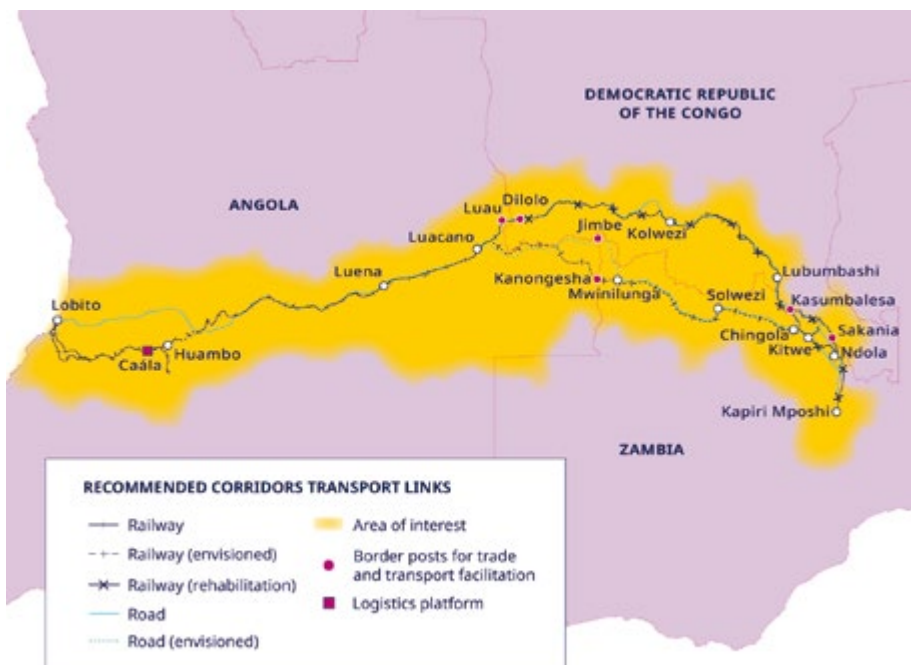 DEMOCRATIC REPUBLIC
OF THE CONGO
ANGOLA
Dilolo
Luau
Jimbe
Kolwezi
Luacano
Lubumbashi
Luena
Kanongesha
Mwinilunga
Solwezi
Kasumbalesa
Lobito
Chingola
Sakania
Huambo
Kitwe
Ndola
Caála
Kapiri Mposhi
ZAMBIA
RECOMMENDED CORRIDORS TRANSPORT LINKS
Railway
Railway (envisioned)
Railway (rehabilitation)
Road
Road (envisioned)
Area of interest
Border posts for trade
and transport facilitation
Logistics platform